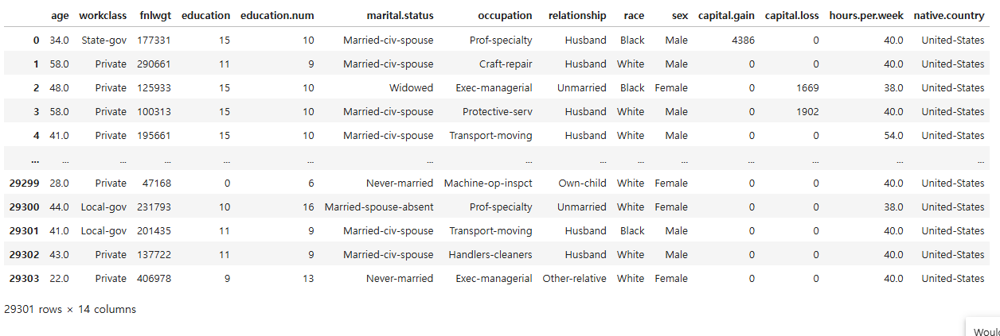 age workclass fnlwgt education education.num marital.status occupation relationship race sex capital.gain capital.loss hours.per.week native.country
0 34.0 State-gov 177331 15 10 Married-civ-spouse Prof-specialty Husband Black Male 4386 0 40.0 United-States
1 58.0 Private 290661 11 9 Married-civ-spouse Craft-repair Husband White Male 0 0 40.0 United-States
2 48.0 Private 125933 15 10 Widowed Exec-managerial Unmarried Black Female 0 1669 38.0 United-States
3 58.0 Private 100313 15 10 Married-civ-spouse Protective-serv Husband White Male 0 1902 40.0 United-States
4 41.0 Private 195661 15 10 Married-civ-spouse Transport-moving Husband White Male 0 0 54.0 United-States
... ... ... ... ... ... ... ... ... ... ... ... ... ... ...
29299 28.0 Private 47168 0 6 Never-married Machine-op-inspct Own-child White Female 0 0 40.0 United-States
29300 44.0 Local-gov 231793 10 16 Married-spouse-absent Prof-specialty Unmarried White Female 0 0 38.0 United-States
29301 41.0 Local-gov 201435 11 9 Married-civ-spouse Transport-moving Husband Black Male 0 0 40.0 United-States
29302 43.0 Private 137722 11 9 Married-civ-spouse Handlers-cleaners Husband White Male 0 0 40.0 United-States
29303 22.0 Private 406978 9 13 Never-married Exec-managerial Other-relative White Female 0 0 40.0 United-States
29301 rows × 14 columns